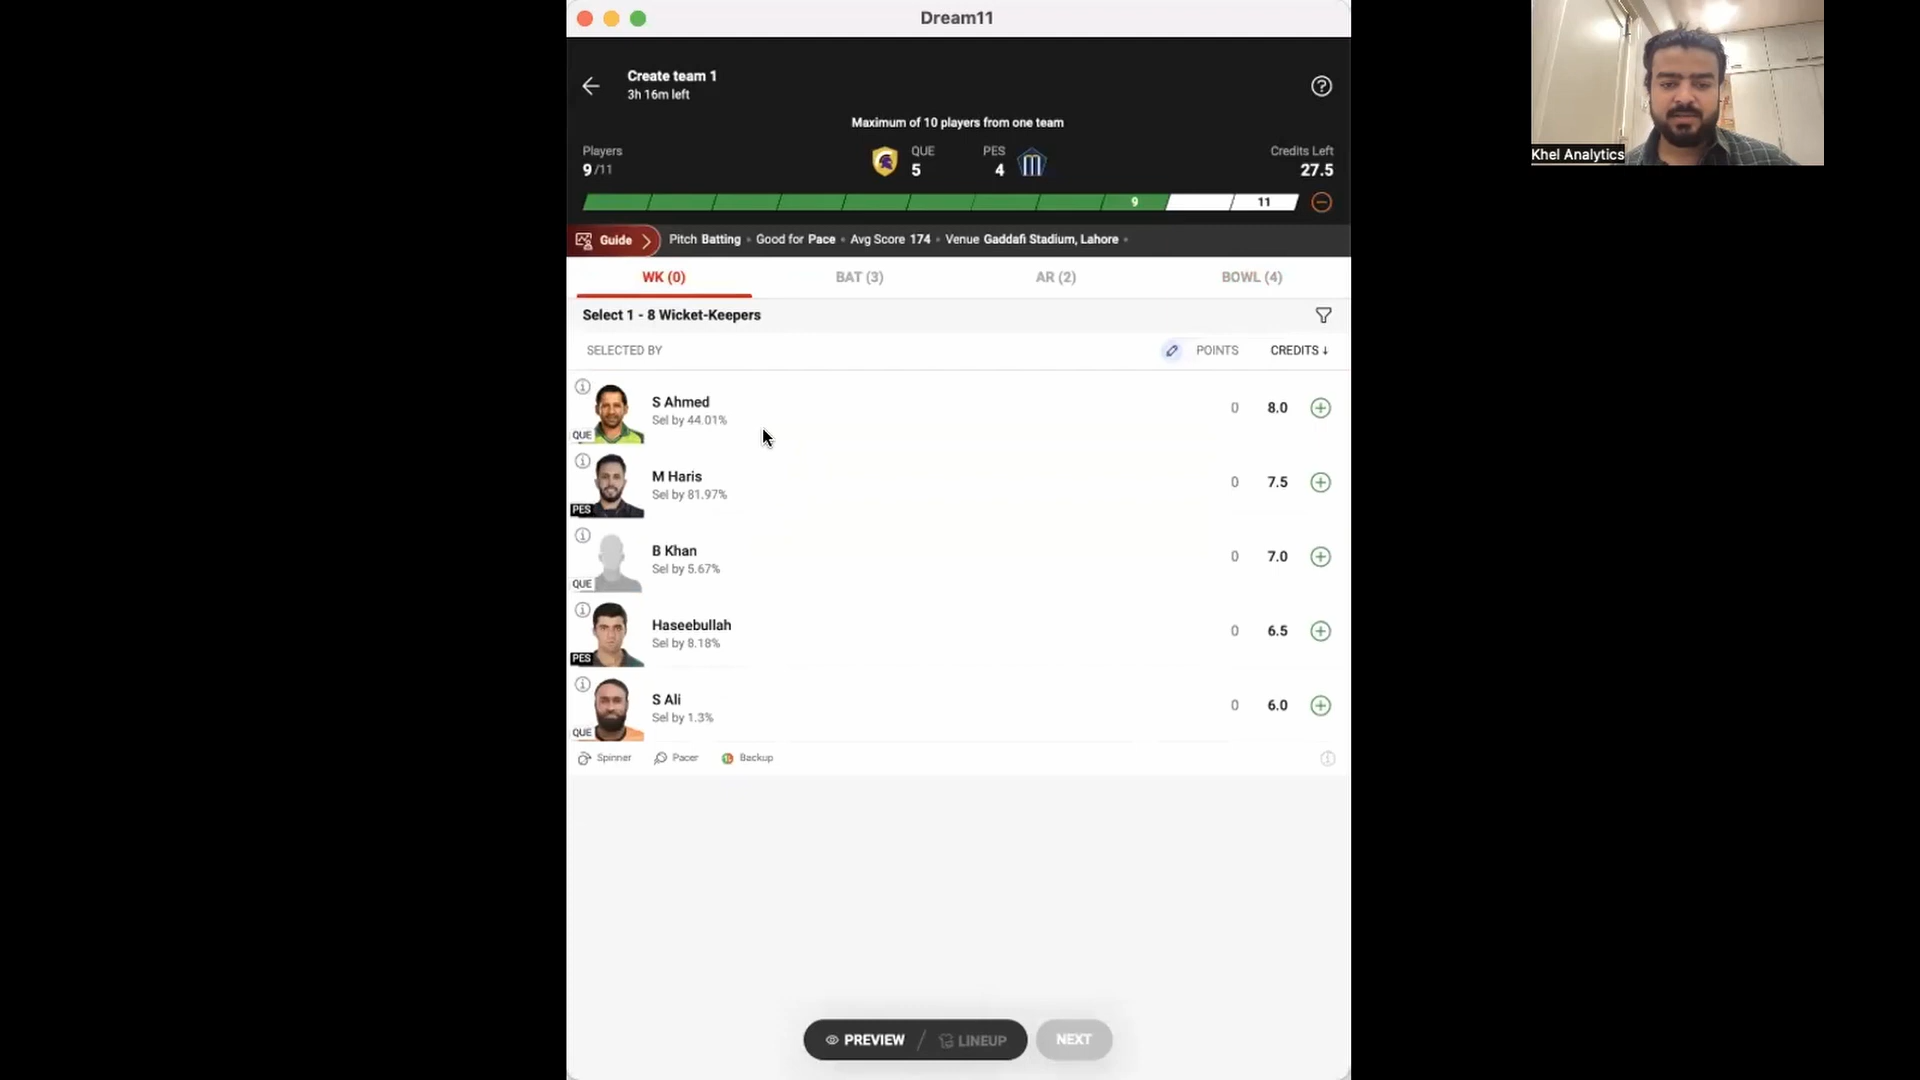 Dream11
Create team 1
3h 16m left
Maximum of 10 players from one team
Players
9/11
QUE
5
PES
4
Credits Left
27.5
9
11
Guide
Pitch Batting • Good for Pace • Avg Score 174 • Venue Gaddafi Stadium, Lahore •
WK (0)
BAT (3)
AR (2)
BOWL (4)
Select 1 - 8 Wicket-Keepers
SELECTED BY
POINTS
CREDITS ↓
S Ahmed
Sel by 44.01%
QUE
0
8.0
M Haris
Sel by 81.97%
PES
0
7.5
B Khan
Sel by 5.67%
QUE
0
7.0
Haseebullah
Sel by 8.18%
PES
0
6.5
S Ali
Sel by 1.3%
QUE
0
6.0
Spinner
Pacer
Backup
PREVIEW / LINEUP
NEXT
Khel Analytics